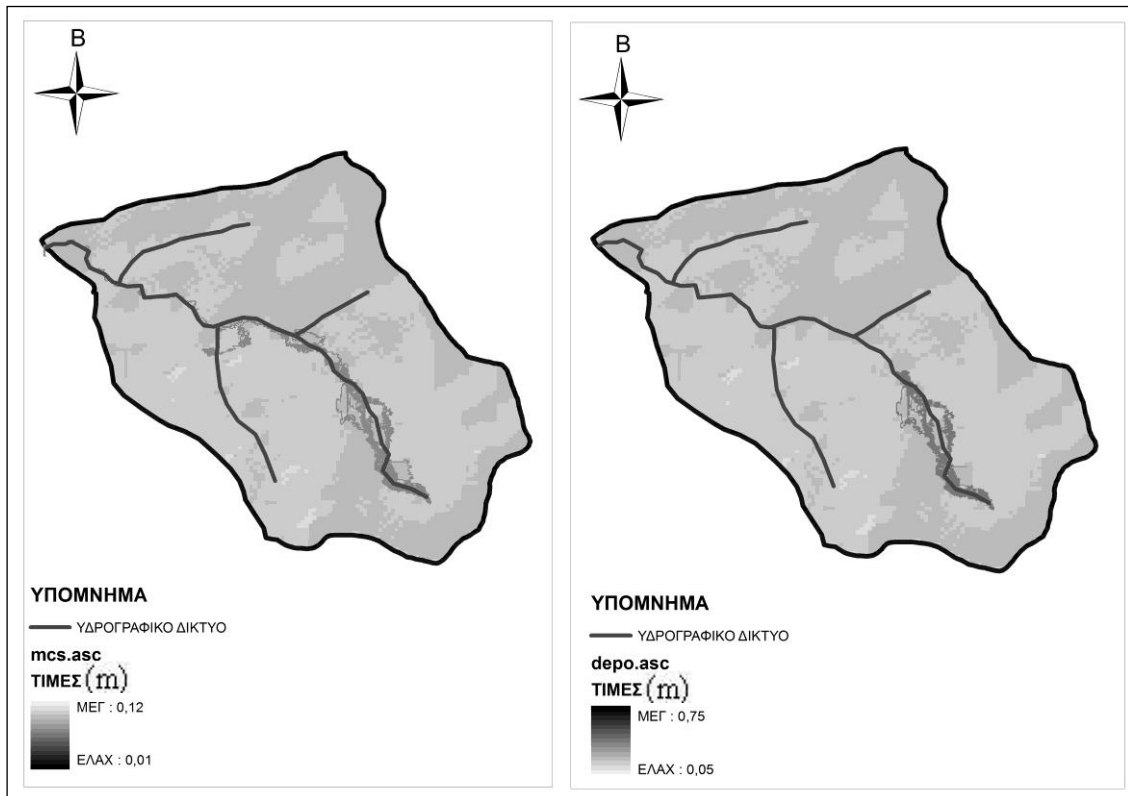 Β
ΥΠΟΜΝΗΜΑ
ΥΔΡΟΓΡΑΦΙΚΟ ΔΙΚΤΥΟ
mcs.asc
ΤΙΜΕΣ (m)
ΜΕΓ : 0,12
ΕΛΑΧ : 0,01
Β
ΥΠΟΜΝΗΜΑ
ΥΔΡΟΓΡΑΦΙΚΟ ΔΙΚΤΥΟ
depo.asc
ΤΙΜΕΣ (m)
ΜΕΓ : 0,75
ΕΛΑΧ : 0,05